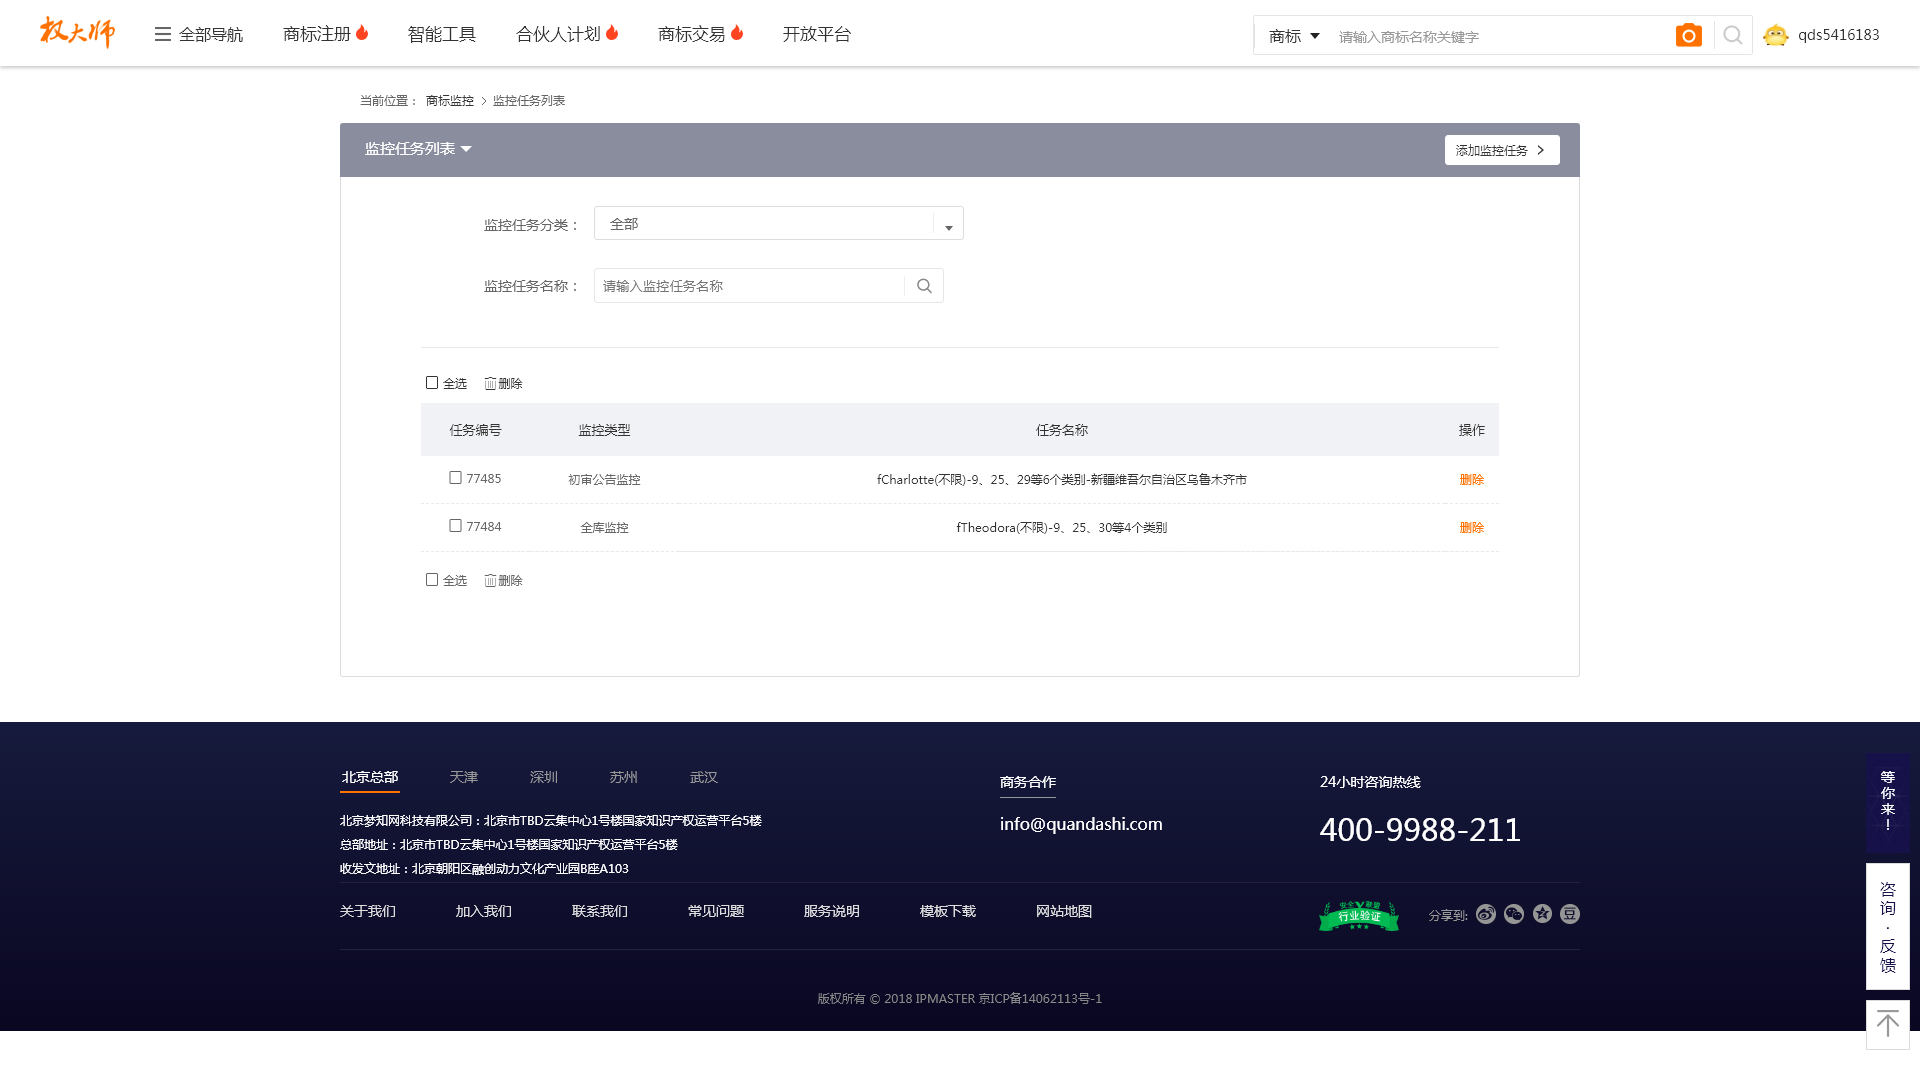 权大师
全部导航
商标注册
智能工具
合伙人计划
商标交易
开放平台
商标
请输入商标名称关键字
qds5416183
当前位置： 商标监控 > 监控任务列表
监控任务列表
添加监控任务
监控任务分类：
全部
监控任务名称：
请输入监控任务名称
全选 删除
任务编号 监控类型 任务名称 操作
77485 初审公告监控 fCharlotte(不限)-9、25、29等6个类别-新疆维吾尔自治区乌鲁木齐市 删除
77484 全库监控 fTheodora(不限)-9、25、30等4个类别 删除
全选 删除
北京总部 天津 深圳 苏州 武汉
北京梦知网科技有限公司：北京市TBD云集中心1号楼国家知识产权运营平台5楼
总部地址：北京市TBD云集中心1号楼国家知识产权运营平台5楼
收发文地址：北京朝阳区融创动力文化产业园B座A103
商务合作
info@quandashi.com
24小时咨询热线
400-9988-211
关于我们 加入我们 联系我们 常见问题 服务说明 模板下载 网站地图
安全V联盟
行业验证
分享到:
豆
版权所有 © 2018 IPMASTER 京ICP备14062113号-1
等你来！
咨询·反馈